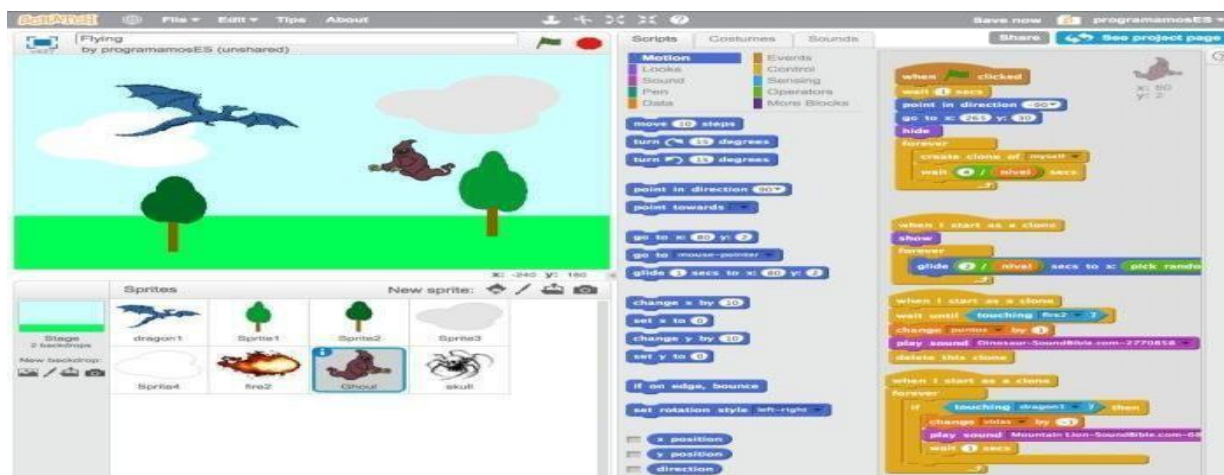 SCRATCH File Edit Tips About Save now programamosES
Flying
by programamosES (unshared)
Scripts Costumes Sounds Share See project page
Motion Events
Looks Control
Sound Sensing
Pen Operators
Data More Blocks
move 10 steps
turn 15 degrees
turn 15 degrees
point in direction 90
point towards
go to x: 80 y: 2
go to mouse-pointer
glide 1 secs to x: 80 y: 2
change x by 10
set x to 0
change y by 10
set y to 0
if on edge, bounce
set rotation style left-right
x position
y position
direction
x: 80
y: 2
when clicked
wait 1 secs
point in direction -90
go to x: 265 y: 30
hide
forever
create clone of myself
wait 4 / nivel secs
when I start as a clone
show
forever
glide 2 / nivel secs to x: pick rando
when I start as a clone
wait until touching fire2 ?
change puntos by 1
play sound Dinosaur-SoundBible.com-2770858
delete this clone
when I start as a clone
forever
if touching dragon1 ? then
change vidas by -1
play sound Mountain Lion-SoundBible.com-68
wait 1 secs
x: -240 y: 180
Sprites New sprite:
Stage
2 backdrops
New backdrop:
dragon1 Sprite1 Sprite2 Sprite3
Sprite4 fire2 Ghoul skull